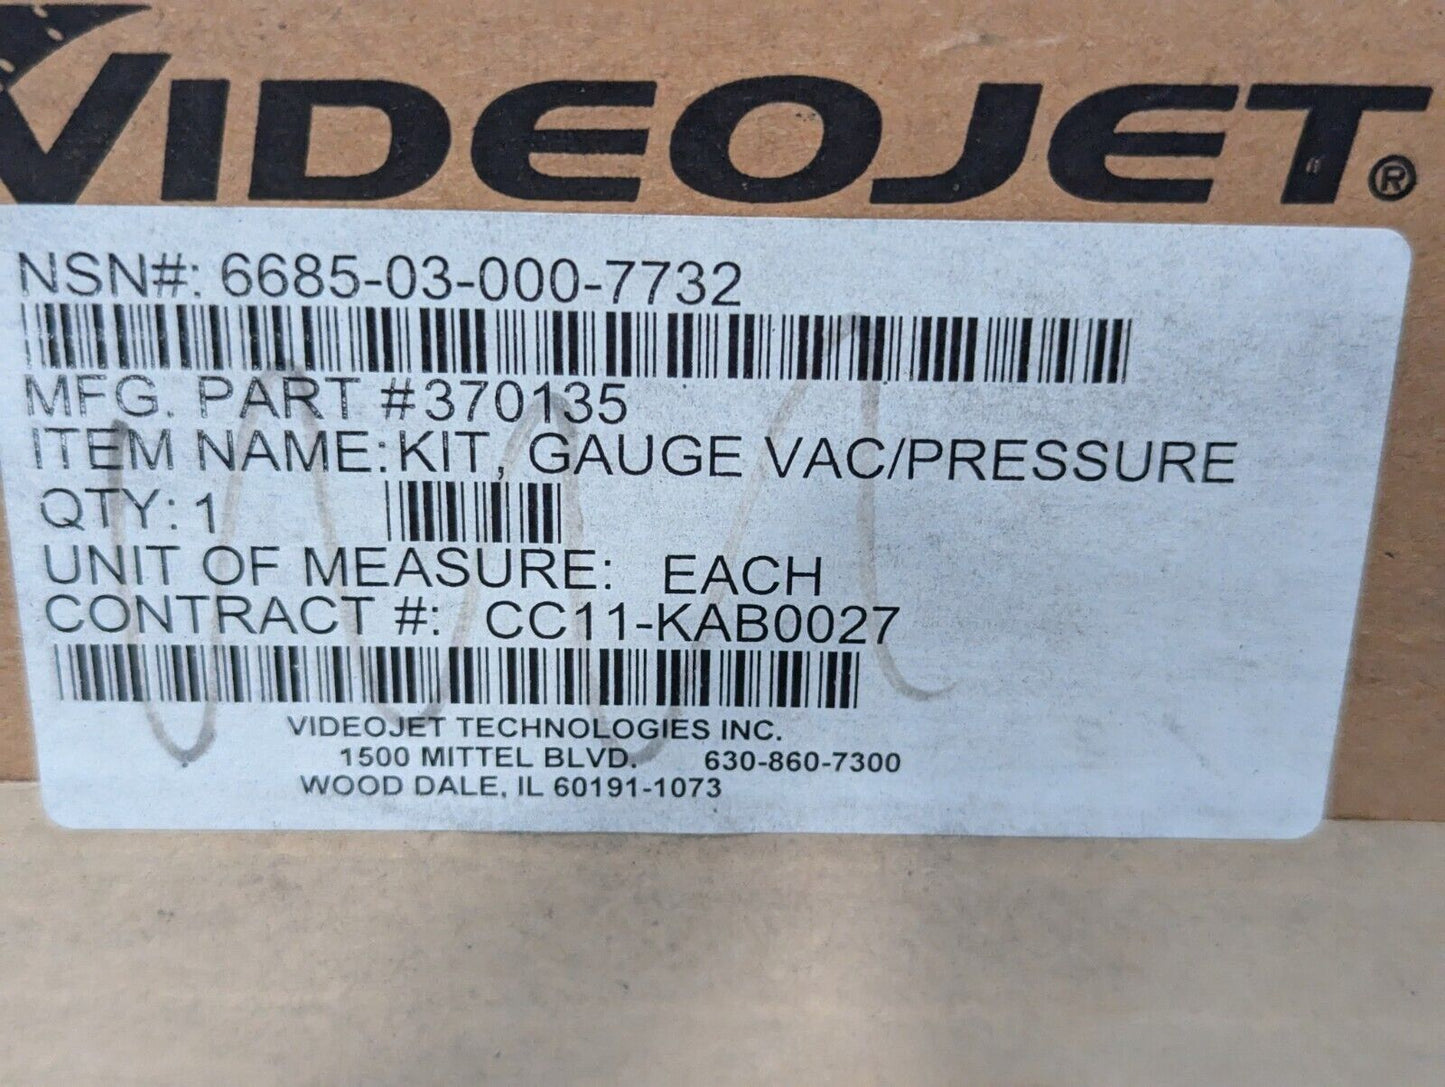 VIDEOJET®
NSN#: 6685-03-000-7732
MFG. PART #370135
ITEM NAME: KIT, GAUGE VAC/PRESSURE
QTY: 1
UNIT OF MEASURE: EACH
CONTRACT #: CC11-KAB0027
VIDEOJET TECHNOLOGIES INC.
1500 MITTEL BLVD. 630-860-7300
WOOD DALE, IL 60191-1073